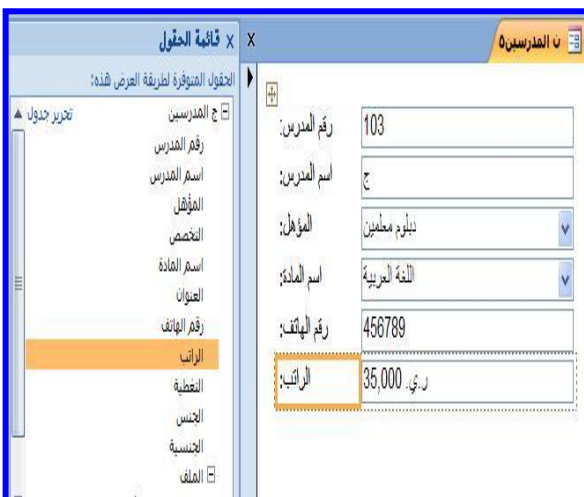 ن المدرسين٥
رقم المدرس: 103
اسم المدرس: ج
المؤهل: دبلوم معلمين
اسم المادة: اللغة العربية
رقم الهاتف: 456789
الراتب: ر.ي. 35,000
قائمة الحقول
الحقول المتوفرة لطريقة العرض هذه:
ج المدرسين تحرير جدول
رقم المدرس
اسم المدرس
المؤهل
التخصص
اسم المادة
العنوان
رقم الهاتف
الراتب
التغطية
الجنس
الجنسية
الملف